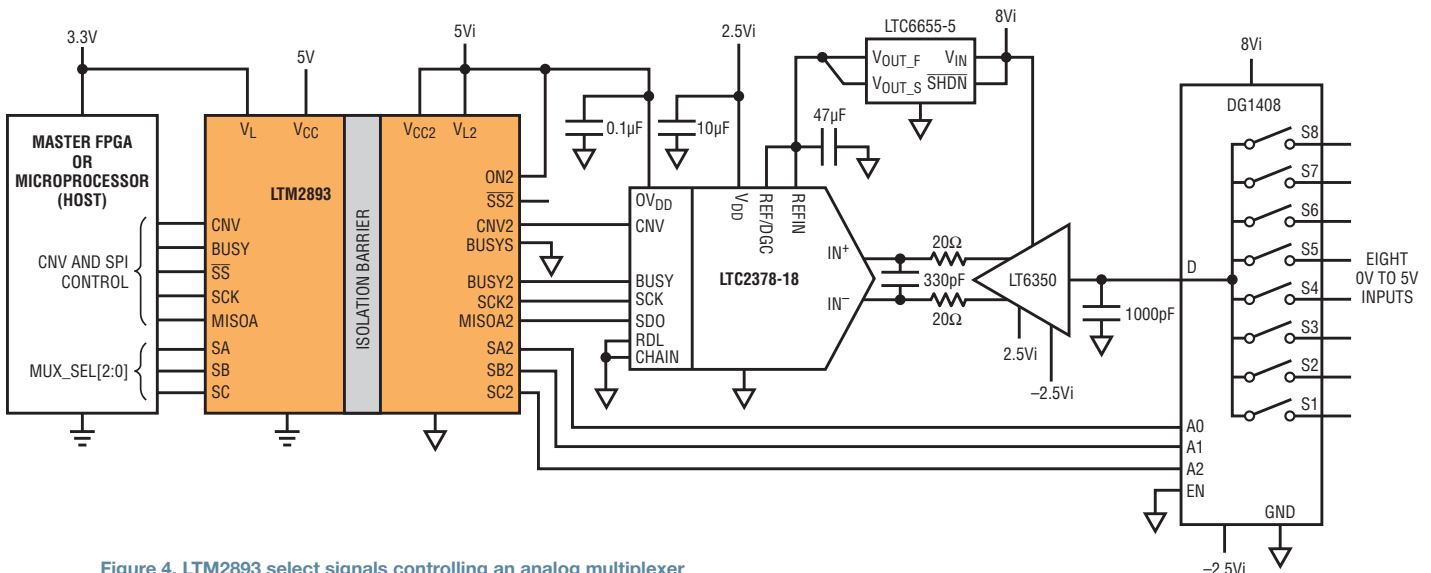 3.3V
5V
5Vi
2.5Vi
LTC6655-5
8Vi
8Vi
MASTER FPGA
OR
MICROPROCESSOR
(HOST)
CNV AND SPI
CONTROL
MUX_SEL[2:0]
CNV
BUSY
SS
SCK
MISOA
SA
SB
SC
VL
VCC
LTM2893
ISOLATION BARRIER
VCC2
VL2
ON2
SS2
CNV2
BUSYS
BUSY2
SCK2
MISOA2
SA2
SB2
SC2
0.1µF
10µF
47µF
VOUT_F
VIN
VOUT_S
SHDN
OVDD
VDD
REF/DGC
REFIN
CNV
BUSY
SCK
SDO
RDL
CHAIN
LTC2378-18
IN+
IN–
20Ω
330pF
20Ω
LT6350
2.5Vi
–2.5Vi
1000pF
DG1408
D
S8
S7
S6
S5
S4
S3
S2
S1
A0
A1
A2
EN
GND
–2.5Vi
EIGHT
0V TO 5V
INPUTS
Figure 4. LTM2893 select signals controlling an analog multiplexer